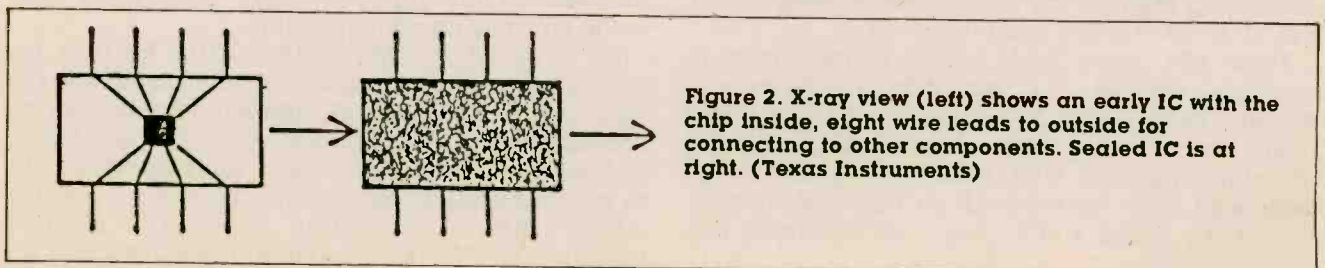 Figure 2. X-ray view (left) shows an early IC with the
chip inside, eight wire leads to outside for
connecting to other components. Sealed IC is at
right. (Texas Instruments)